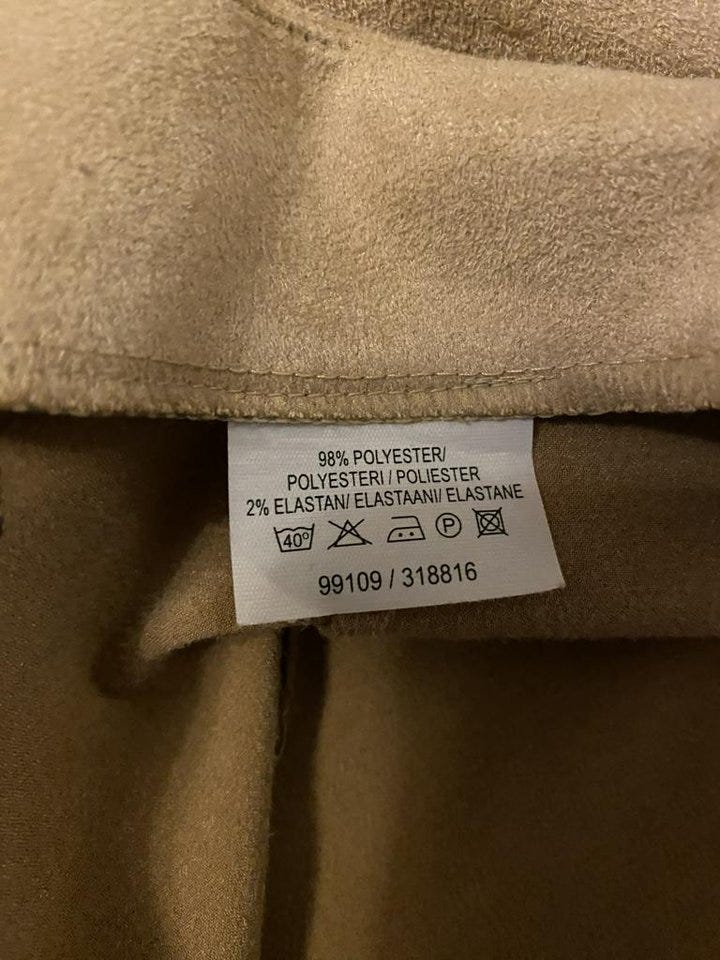 98% POLYESTER/
POLYESTERI / POLIESTER
2% ELASTAN/ ELASTAANI/ ELASTANE
40° P
99109 / 318816